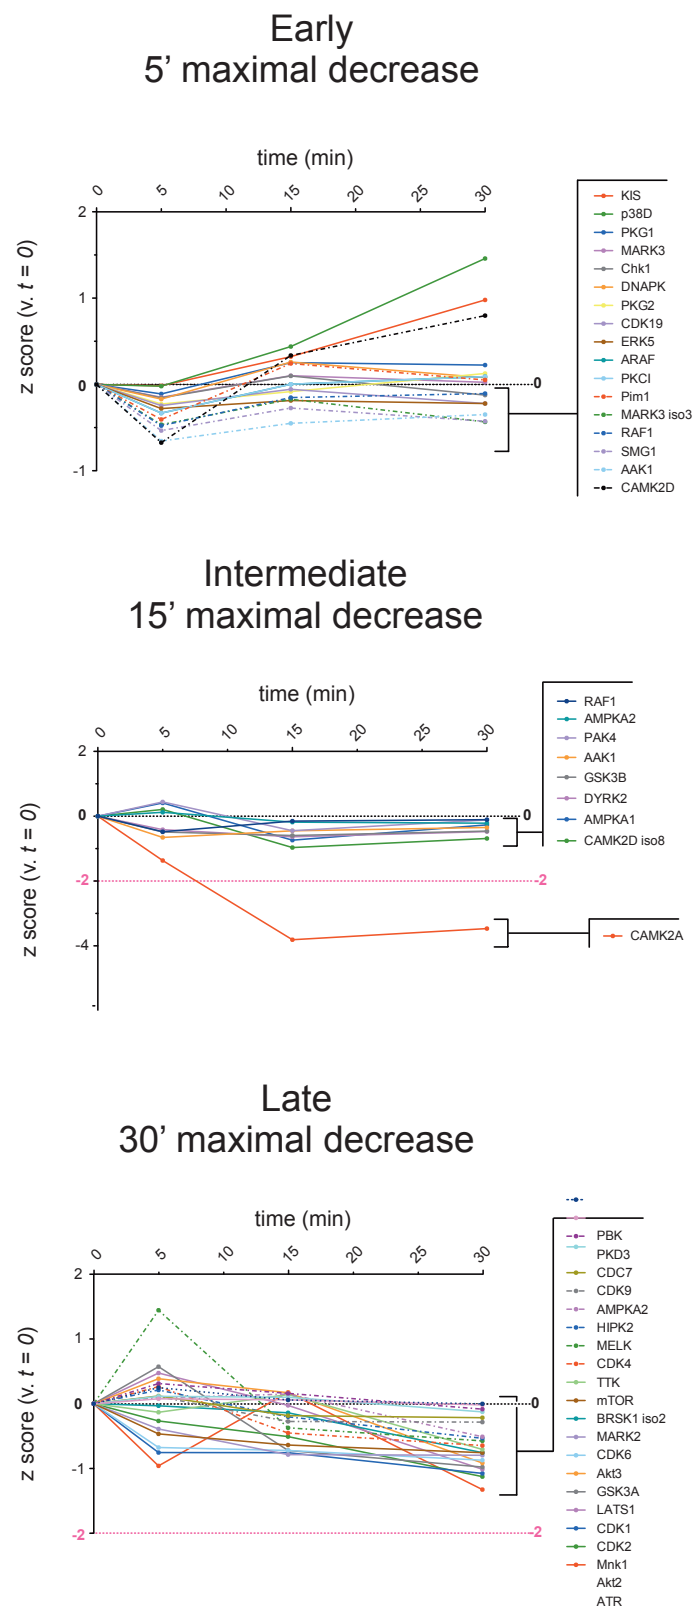 Early
5’ maximal decrease
time (min)
0 5 10 15 20 25 30
2
1
0
-1
z score (v. t = 0)
0
KIS
p38D
PKG1
MARK3
Chk1
DNAPK
PKG2
CDK19
ERK5
ARAF
PKCI
Pim1
MARK3 iso3
RAF1
SMG1
AAK1
CAMK2D
Intermediate
15’ maximal decrease
time (min)
0 5 10 15 20 25 30
2
0
-2
-4
z score (v. t = 0)
0
-2
RAF1
AMPKA2
PAK4
AAK1
GSK3B
DYRK2
AMPKA1
CAMK2D iso8
CAMK2A
Late
30’ maximal decrease
time (min)
0 5 10 15 20 25 30
2
1
0
-1
-2
z score (v. t = 0)
0
-2
PBK
PKD3
CDC7
CDK9
AMPKA2
HIPK2
MELK
CDK4
TTK
mTOR
BRSK1 iso2
MARK2
CDK6
Akt3
GSK3A
LATS1
CDK1
CDK2
Mnk1
Akt2
ATR